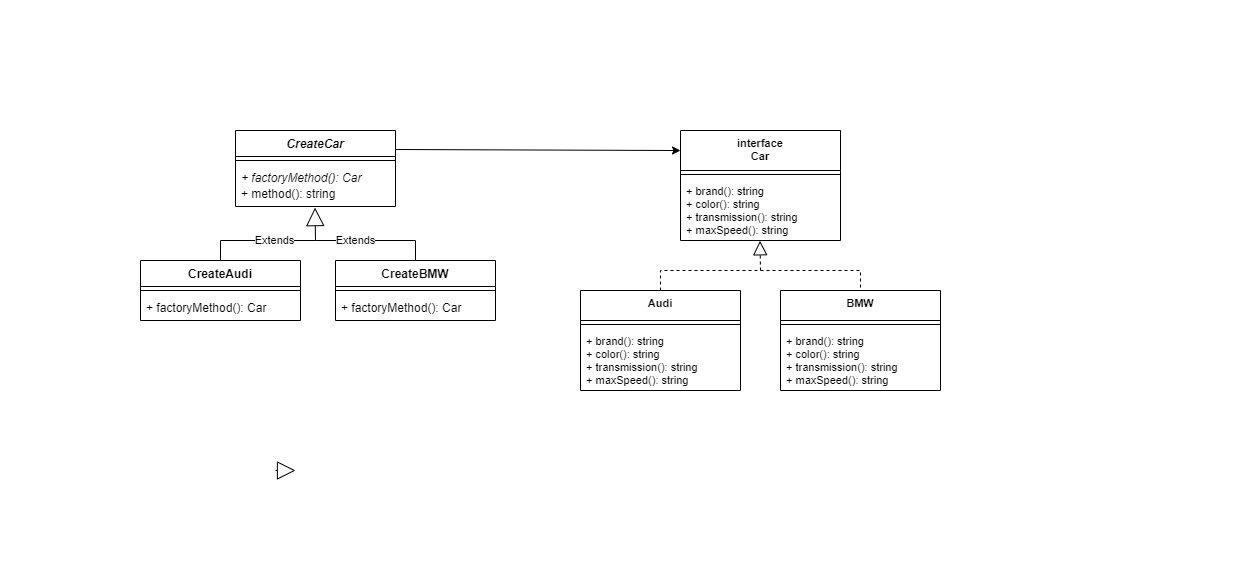 CreateCar
+ factoryMethod(): Car
+ method(): string
Extends
Extends
CreateAudi
+ factoryMethod(): Car
CreateBMW
+ factoryMethod(): Car
interface
Car
+ brand(): string
+ color(): string
+ transmission(): string
+ maxSpeed(): string
Audi
+ brand(): string
+ color(): string
+ transmission(): string
+ maxSpeed(): string
BMW
+ brand(): string
+ color(): string
+ transmission(): string
+ maxSpeed(): string